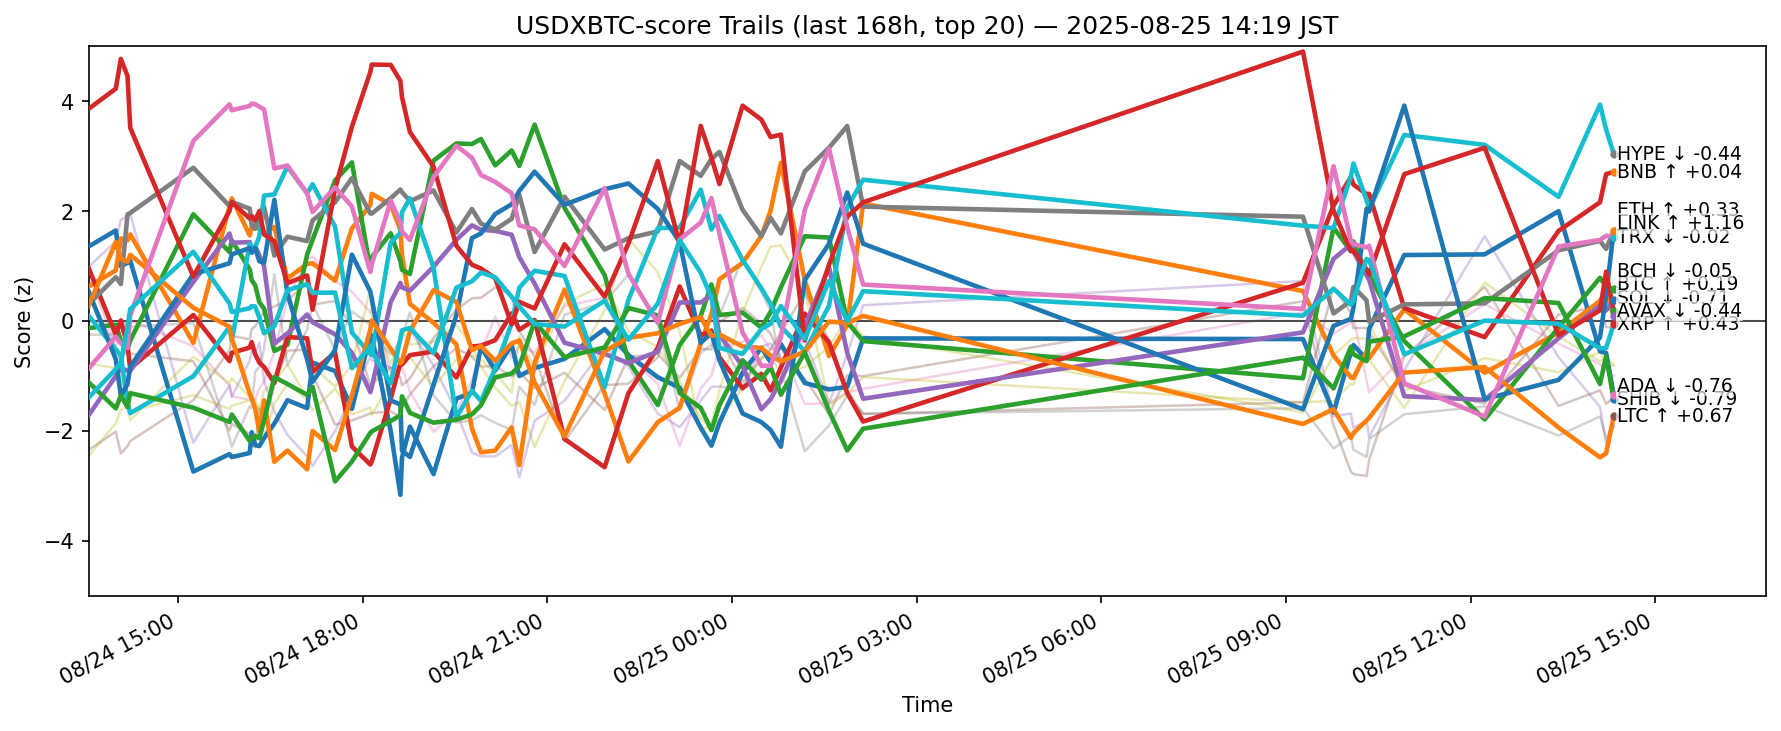 USDXBTC-score Trails (last 168h, top 20) — 2025-08-25 14:19 JST
Score (z)
4
2
0
−2
−4
HYPE ↓ -0.44
BNB ↑ +0.04
ETH ↑ +0.33
LINK ↑ +1.16
TRX ↓ -0.02
BCH ↓ -0.05
BTC ↑ +0.19
SOL ↓ -0.71
AVAX ↓ -0.44
XRP ↑ +0.43
ADA ↓ -0.76
SHIB ↓ -0.79
LTC ↑ +0.67
08/24 15:00
08/24 18:00
08/24 21:00
08/25 00:00
08/25 03:00
08/25 06:00
08/25 09:00
08/25 12:00
08/25 15:00
Time